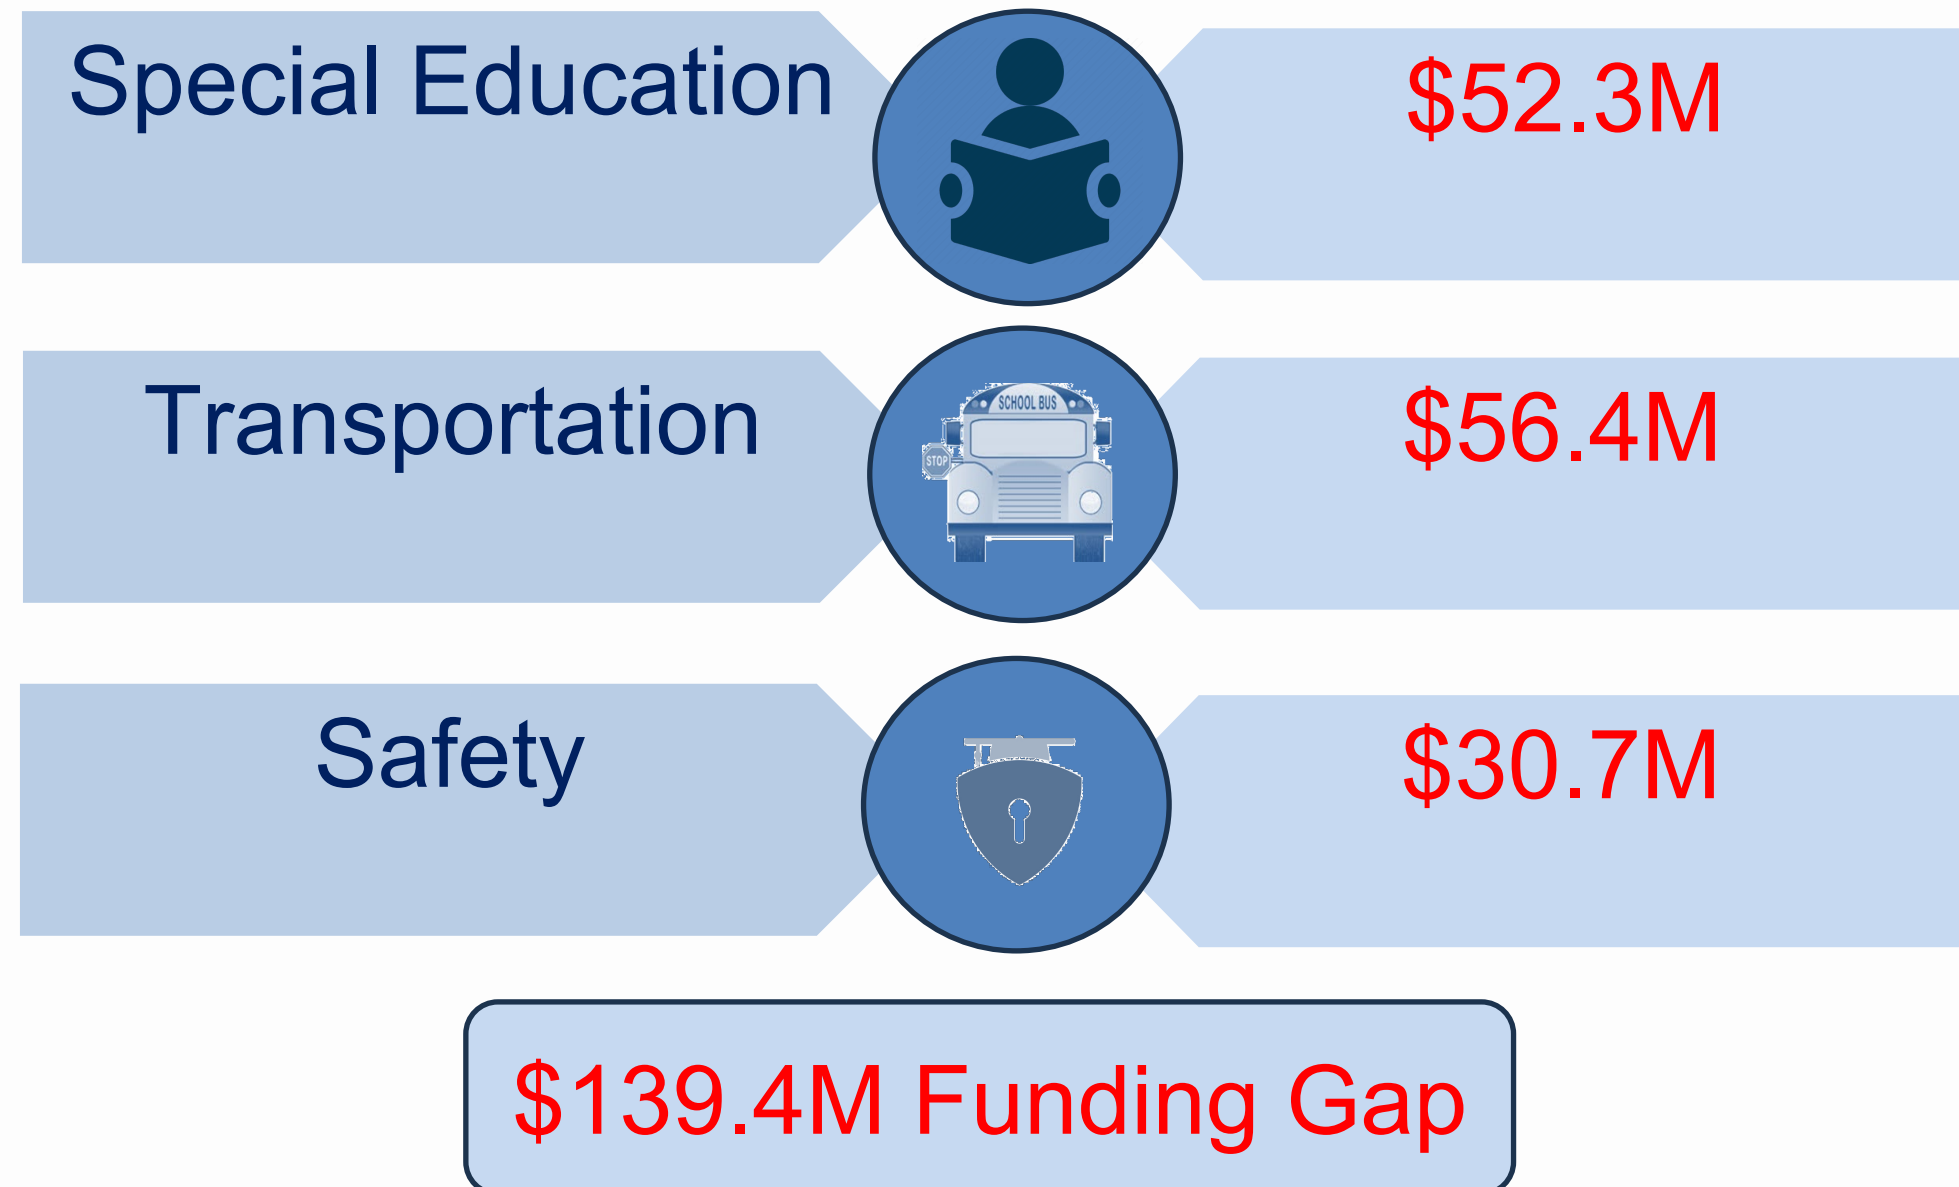 Special Education
$52.3M
SCHOOL BUS
STOP
Transportation
$56.4M
Safety
$30.7M
$139.4M Funding Gap